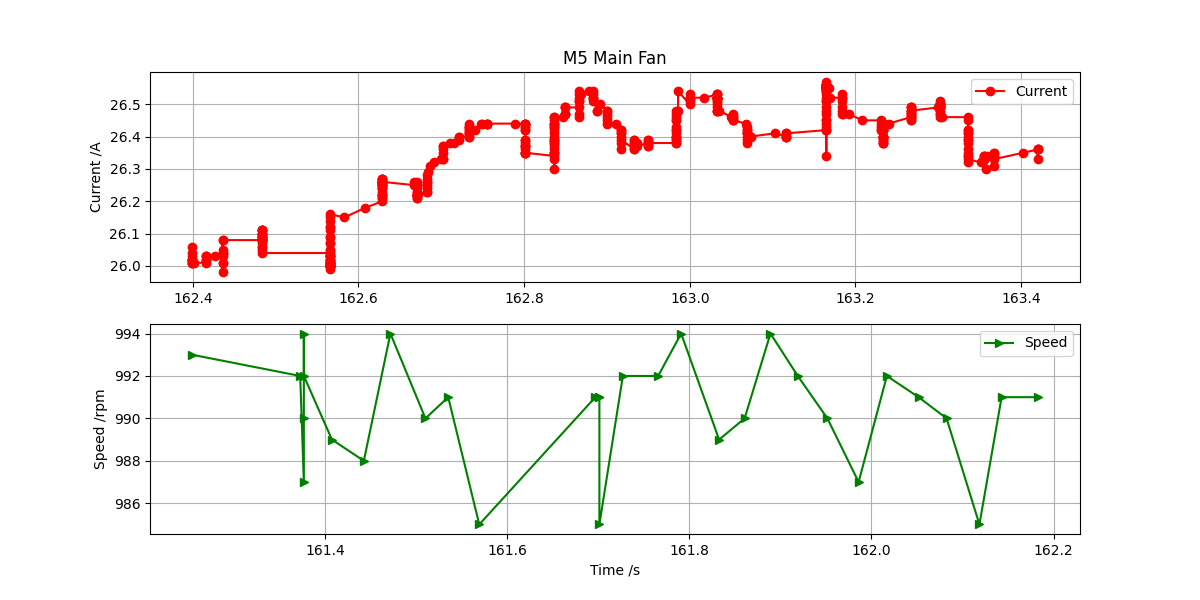 M5 Main Fan
Current /A
26.5
26.4
26.3
26.2
26.1
26.0
Current
162.4 162.6 162.8 163.0 163.2 163.4
Speed /rpm
994
992
990
988
986
Speed
161.4 161.6 161.8 162.0 162.2
Time /s